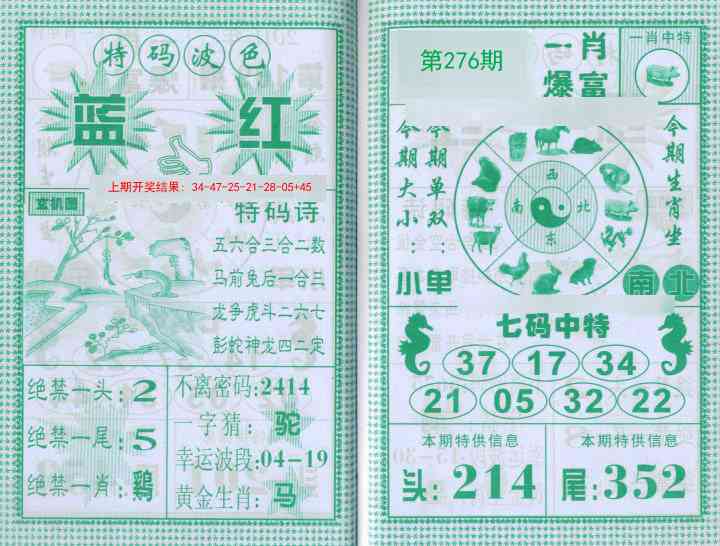 特码波色
蓝 红
上期开奖结果：34-47-25-21-28-05+45
玄机图
特码诗
五六合三合二数
马前兔后一合三
龙争虎斗二六七
彭蛇神龙四二定
绝禁一头:2
绝禁一尾:5
绝禁一肖:鷄
不离密码:2414
一字猜:驼
幸运波段:04-19
黄金生肖:马
第276期
一肖
爆富
一肖中特
今期大小:
小
今期单双:
单
西
南
北
东
今期生肖坐
南北
七码中特
37 17 34
21 05 32 22
本期特供信息
头:214
本期特供信息
尾:352